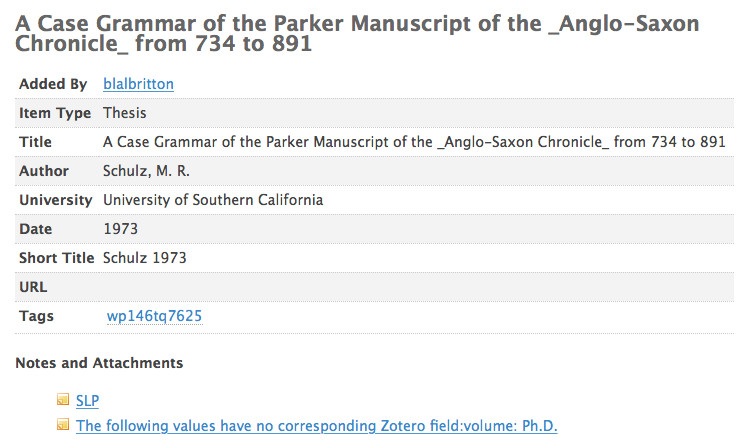 A Case Grammar of the Parker Manuscript of the _Anglo-Saxon
Chronicle_ from 734 to 891
Added By blalbritton
Item Type Thesis
Title A Case Grammar of the Parker Manuscript of the _Anglo-Saxon Chronicle_ from 734 to 891
Author Schulz, M. R.
University University of Southern California
Date 1973
Short Title Schulz 1973
URL
Tags wp146tq7625
Notes and Attachments
SLP
The following values have no corresponding Zotero field:volume: Ph.D.